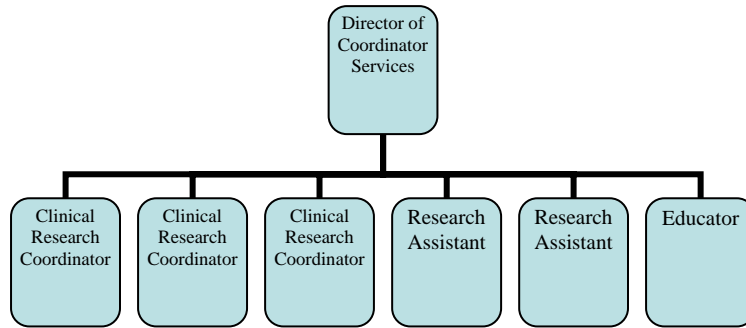 Director of
Coordinator
Services
Clinical
Research
Coordinator
Clinical
Research
Coordinator
Clinical
Research
Coordinator
Research
Assistant
Research
Assistant
Educator